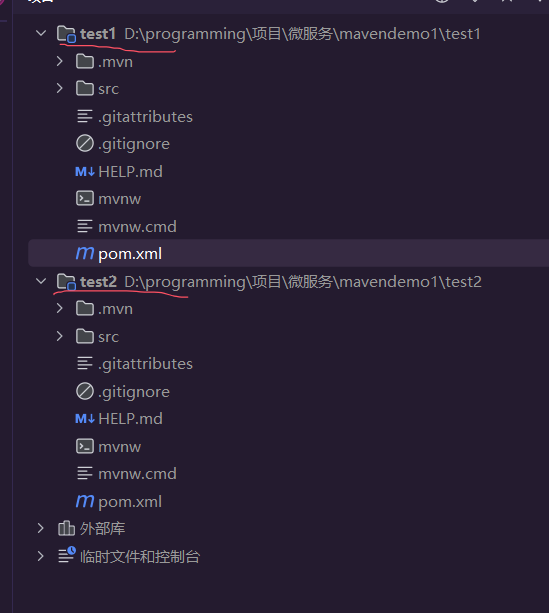 test1 D:\programming\项目\微服务\mavendemo1\test1
.mvn
src
.gitattributes
.gitignore
M↓ HELP.md
mvnw
mvnw.cmd
m pom.xml
test2 D:\programming\项目\微服务\mavendemo1\test2
.mvn
src
.gitattributes
.gitignore
M↓ HELP.md
mvnw
mvnw.cmd
m pom.xml
外部库
临时文件和控制台